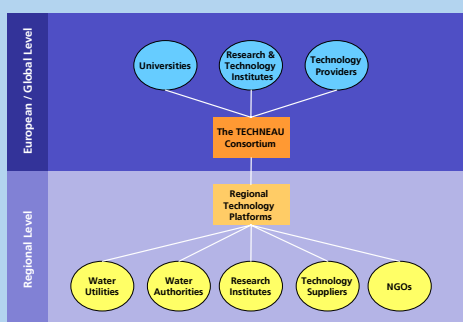 European / Global Level
Universities
Research &
Technology
Institutes
Technology
Providers
The TECHNEAU
Consortium
Regional Level
Regional
Technology
Platforms
Water
Utilities
Water
Authorities
Research
Institutes
Technology
Suppliers
NGOs